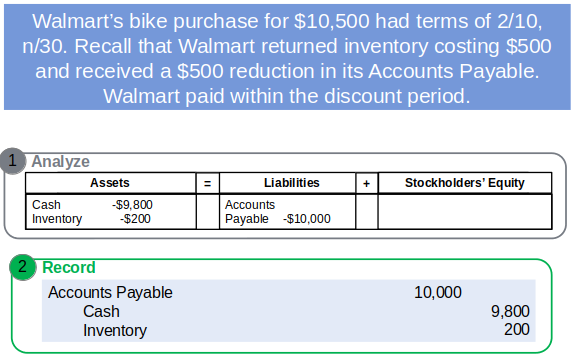 Walmart’s bike purchase for $10,500 had terms of 2/10,
n/30. Recall that Walmart returned inventory costing $500
and received a $500 reduction in its Accounts Payable.
Walmart paid within the discount period.
1 Analyze
Assets = Liabilities + Stockholders’ Equity
Cash -$9,800 Accounts
Inventory -$200 Payable -$10,000
2 Record
Accounts Payable 10,000
Cash 9,800
Inventory 200